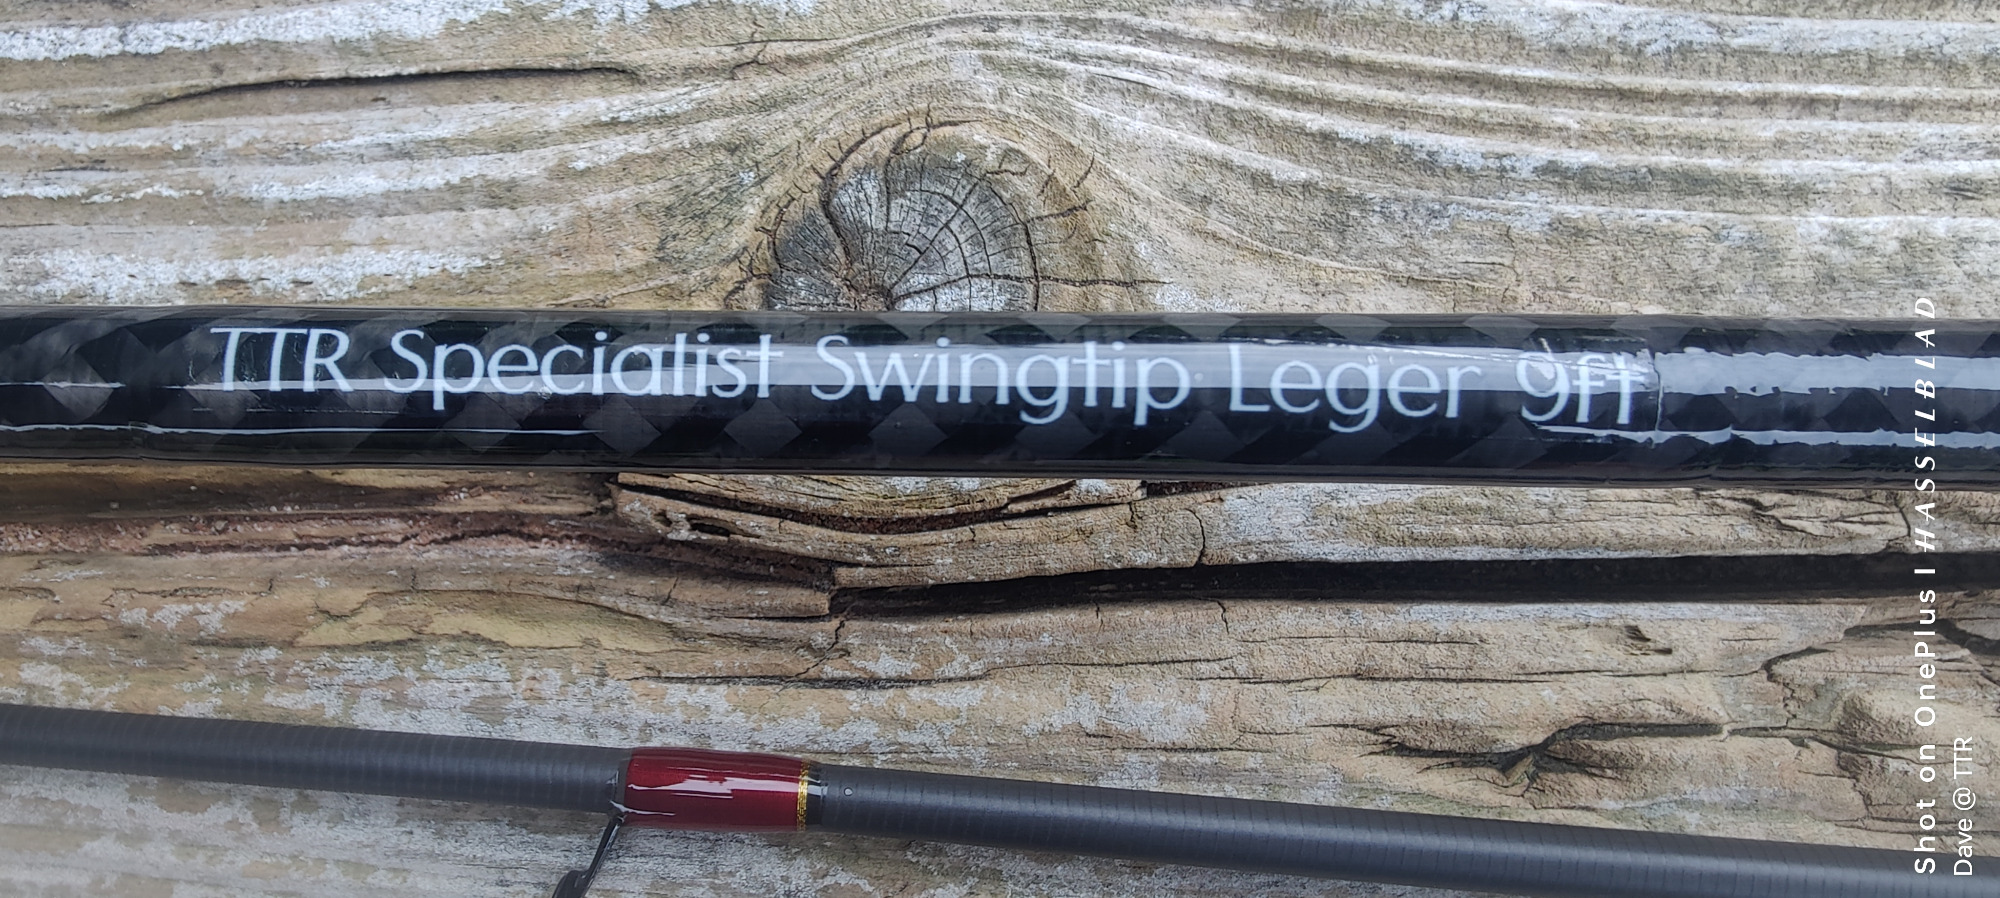 TTR Specialist Swingtip Leger 9ft
Shot on OnePlus I HASSELBLAD
Dave @ TTR